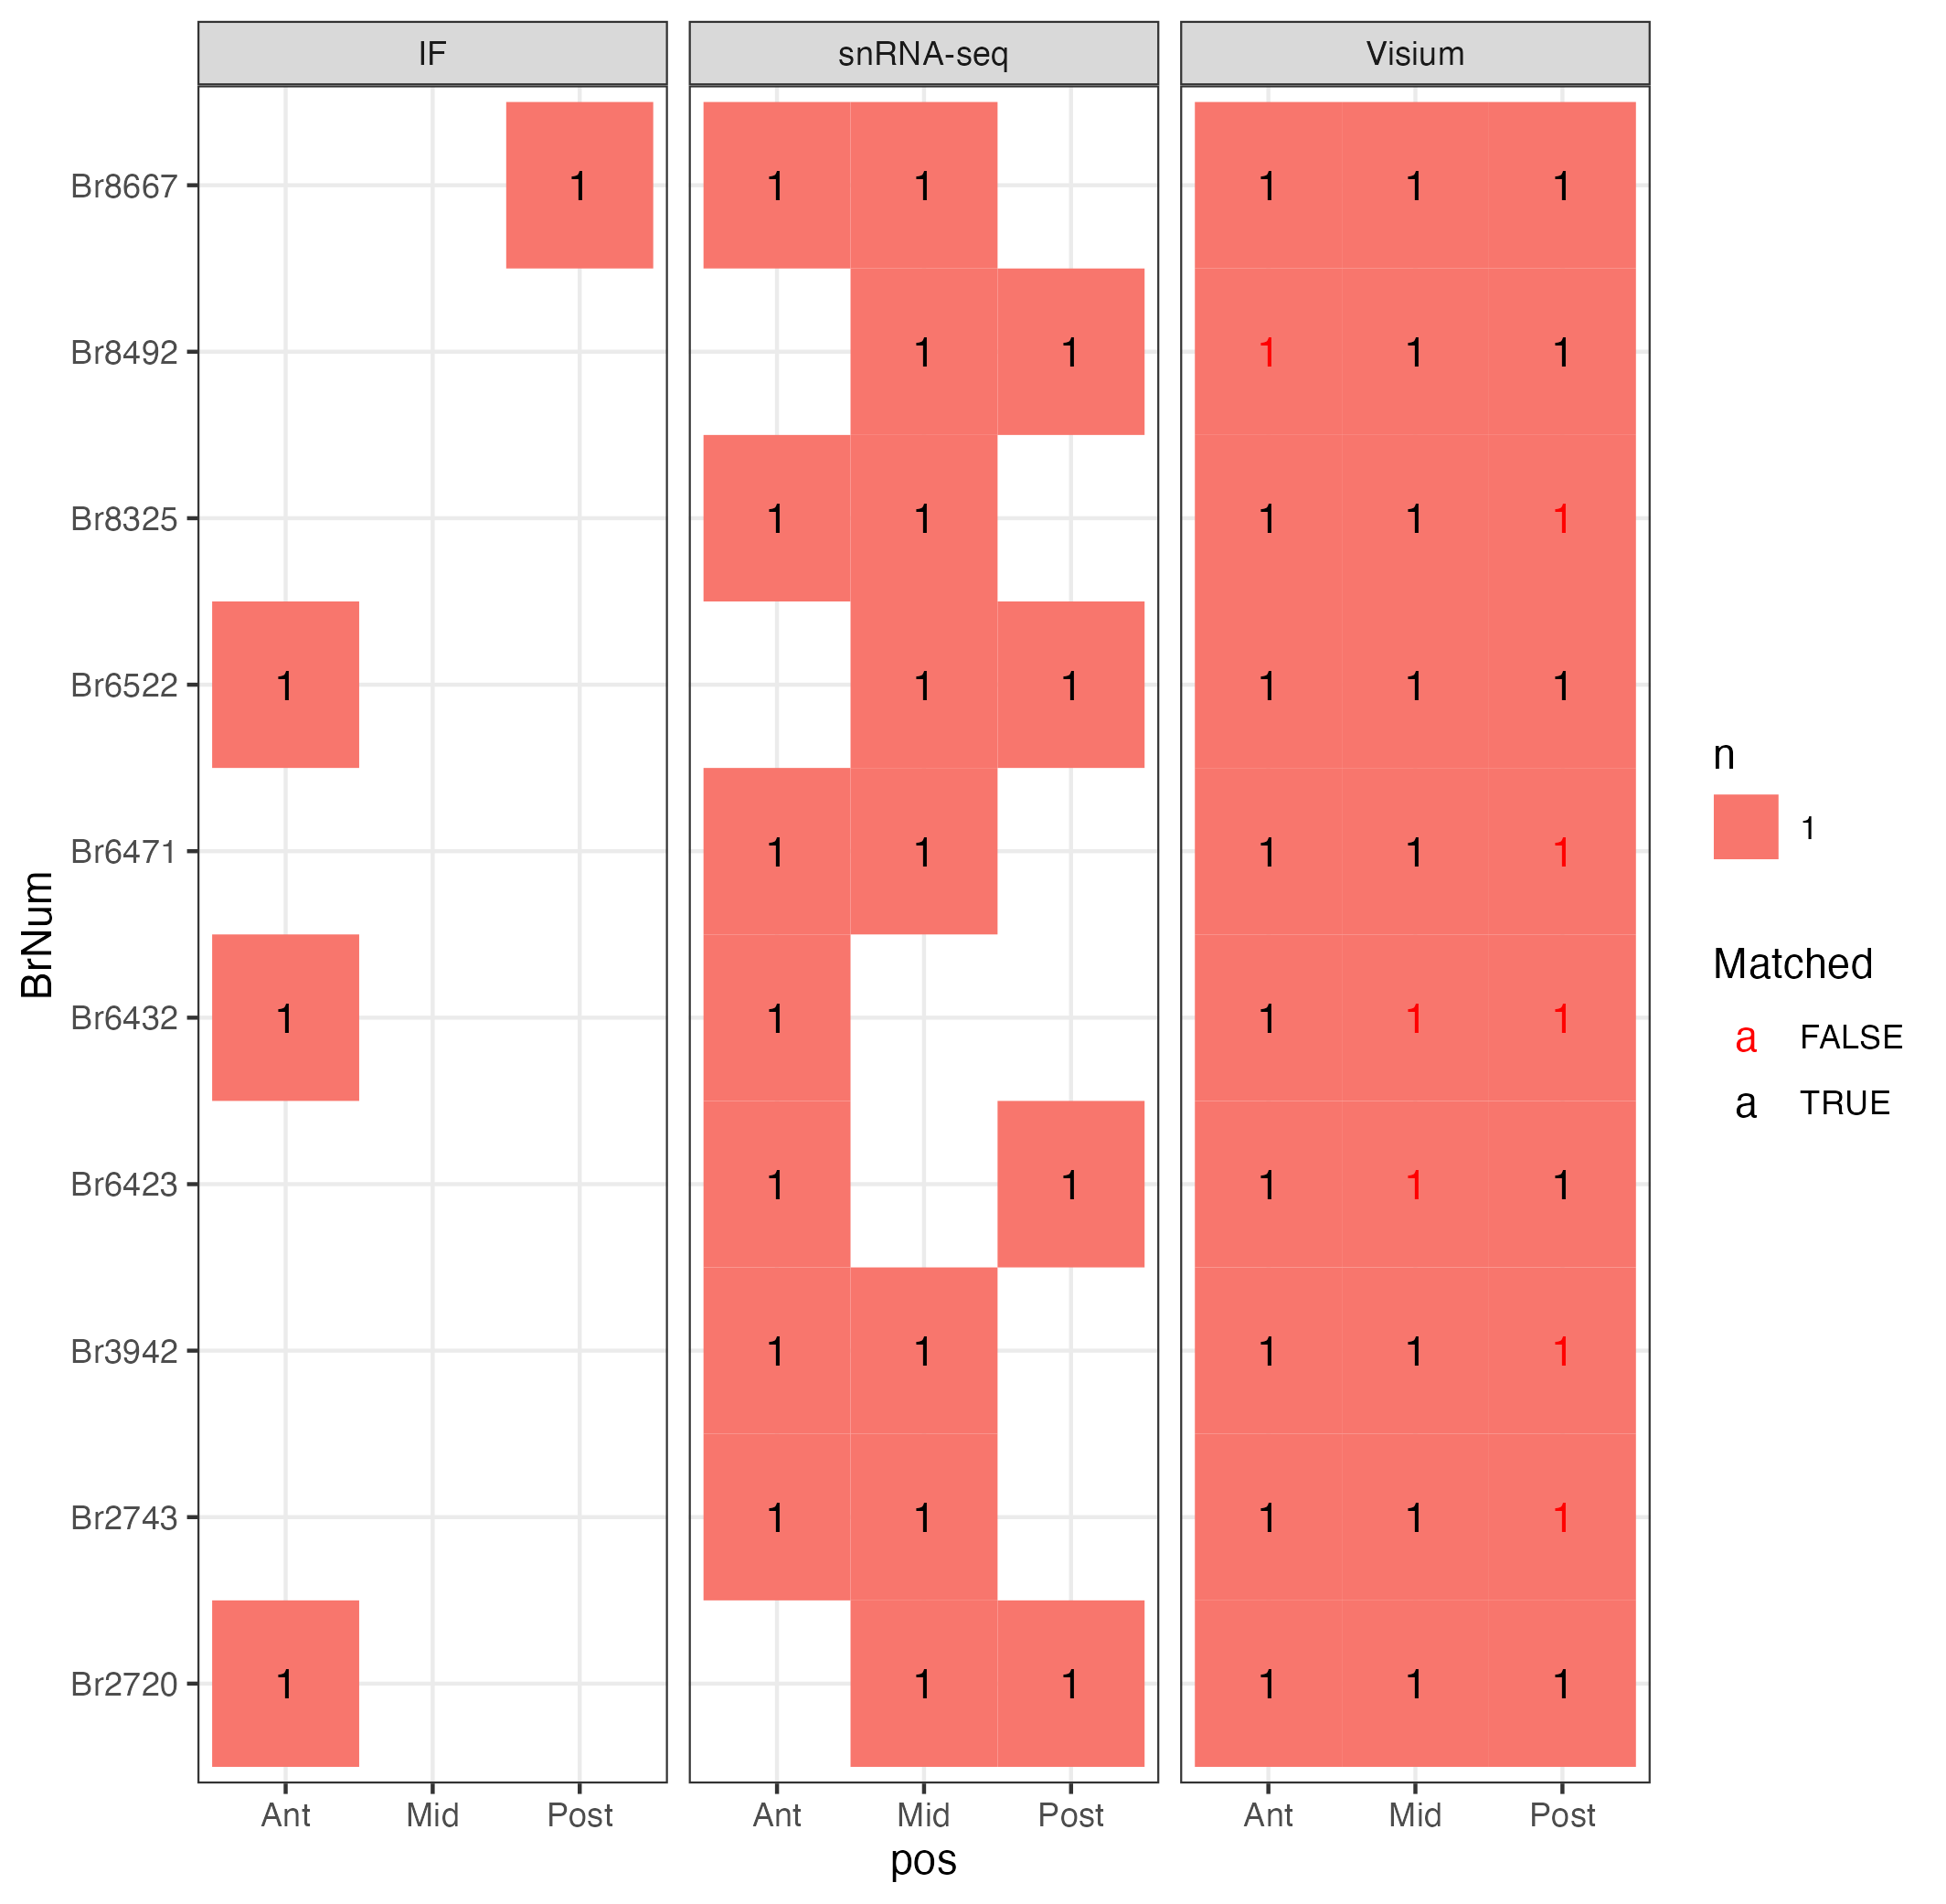 IF snRNA-seq Visium
Br8667 1 1 1 1 1 1
Br8492 1 1 1 1 1
Br8325 1 1 1 1 1
Br6522 1 1 1 1 1 1
Br6471 1 1 1 1 1
Br6432 1 1 1 1 1
Br6423 1 1 1 1 1
Br3942 1 1 1 1 1
Br2743 1 1 1 1 1
Br2720 1 1 1 1 1 1
Ant Mid Post Ant Mid Post Ant Mid Post
pos
BrNum
n
1
Matched
a FALSE
a TRUE